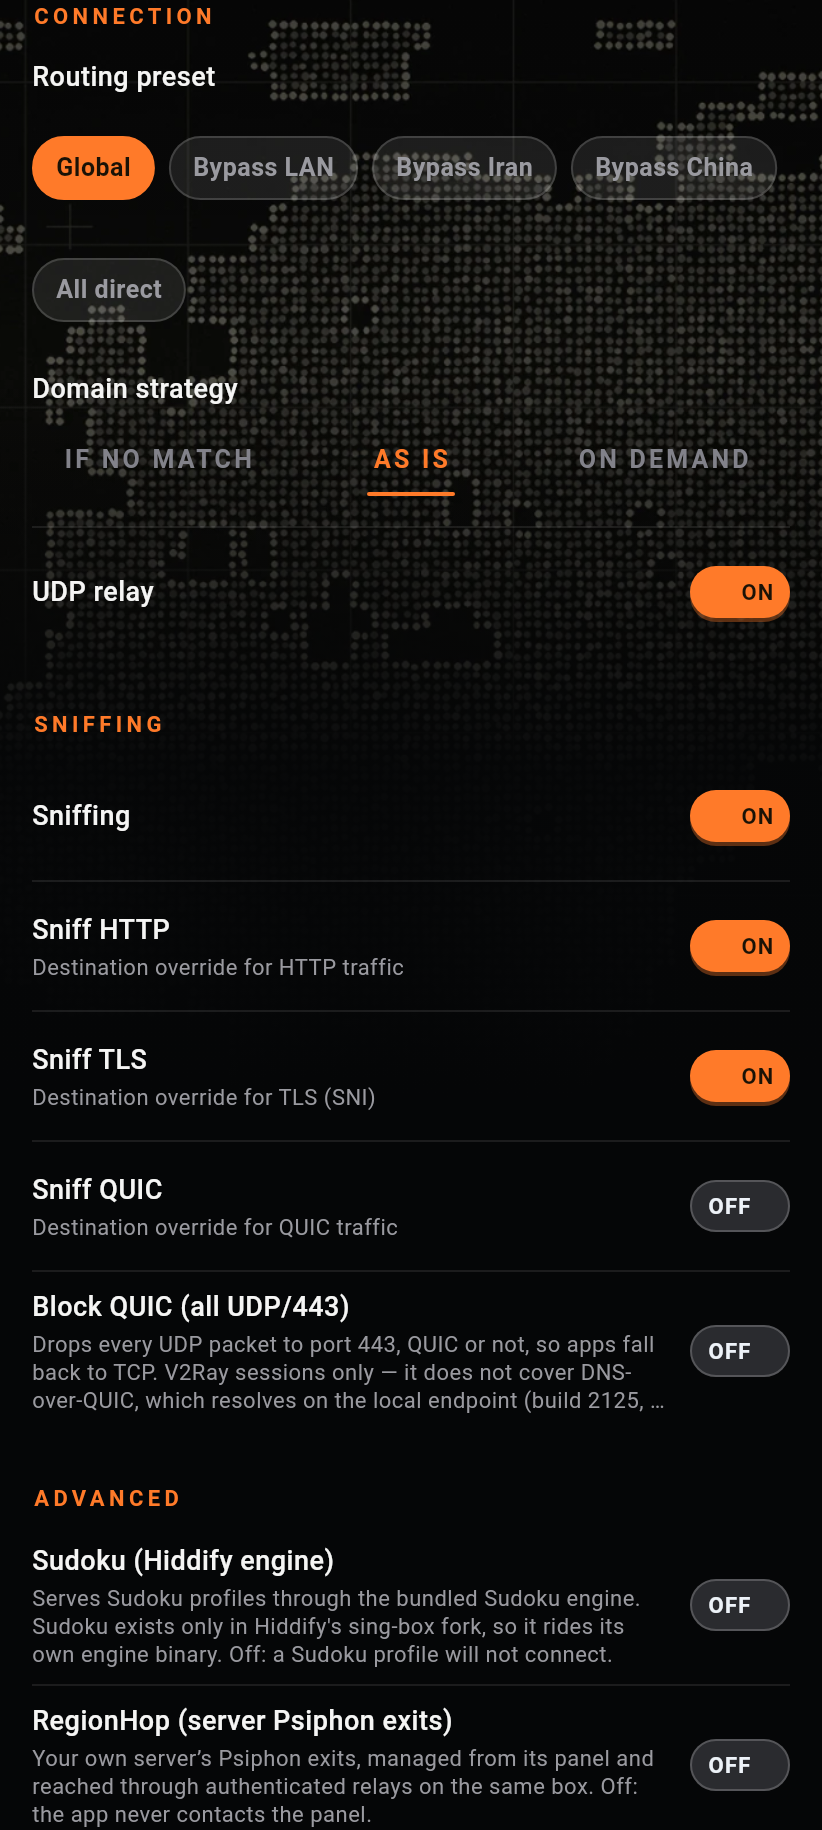 CONNECTION
Routing preset
Global
Bypass LAN
Bypass Iran
Bypass China
All direct
Domain strategy
IF NO MATCH
AS IS
ON DEMAND
UDP relay
ON
SNIFFING
Sniffing
ON
Sniff HTTP
Destination override for HTTP traffic
ON
Sniff TLS
Destination override for TLS (SNI)
ON
Sniff QUIC
Destination override for QUIC traffic
OFF
Block QUIC (all UDP/443)
Drops every UDP packet to port 443, QUIC or not, so apps fall
back to TCP. V2Ray sessions only — it does not cover DNS-
over-QUIC, which resolves on the local endpoint (build 2125, …
OFF
ADVANCED
Sudoku (Hiddify engine)
Serves Sudoku profiles through the bundled Sudoku engine.
Sudoku exists only in Hiddify's sing-box fork, so it rides its
own engine binary. Off: a Sudoku profile will not connect.
OFF
RegionHop (server Psiphon exits)
Your own server’s Psiphon exits, managed from its panel and
reached through authenticated relays on the same box. Off:
the app never contacts the panel.
OFF